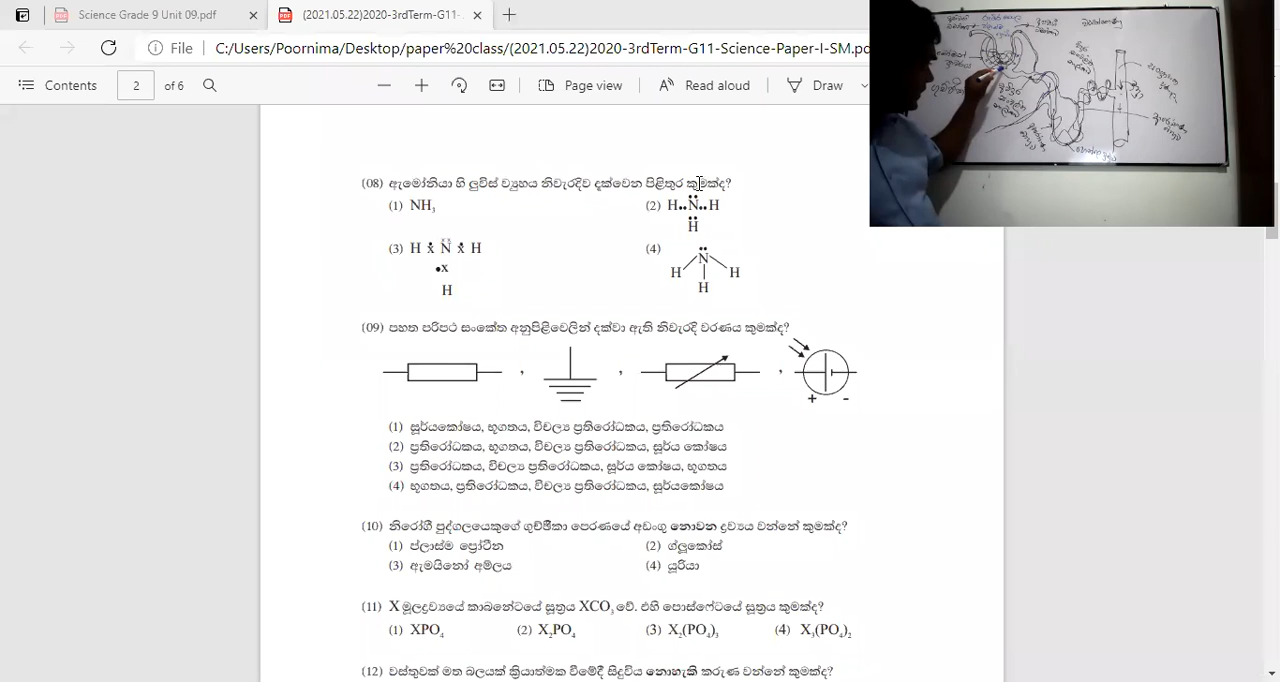 Science Grade 9 Unit 09.pdf
(2021.05.22)2020-3rdTerm-G11-
File C:/Users/Poornima/Desktop/paper%20class/(2021.05.22)2020-3rdTerm-G11-Science-Paper-I-SM.pd
Contents 2 of 6 Page view Read aloud Draw
(08) ඇමෝනියා හි ලුවිස් ව්‍යුහය නිවැරදිව දක්වෙන පිළිතුර කුමක්ද?
(1) NH₃ (2) H••N••H
H
(3) H N H (4) N
x H H
H H
(09) පහත පරිපථ සංකේත අනුපිළිවෙලින් දක්වා ඇති නිවැරදි වරණය කුමක්ද?
, , ,
+ -
(1) සූර්යකෝෂය, භූගතය, විචල්‍ය ප්‍රතිරෝධකය, ප්‍රතිරෝධකය
(2) ප්‍රතිරෝධකය, භූගතය, විචල්‍ය ප්‍රතිරෝධකය, සූර්ය කෝෂය
(3) ප්‍රතිරෝධකය, විචල්‍ය ප්‍රතිරෝධකය, සූර්ය කෝෂය, භූගතය
(4) භූගතය, ප්‍රතිරෝධකය, විචල්‍ය ප්‍රතිරෝධකය, සූර්යකෝෂය
(10) නිරෝගී පුද්ගලයෙකුගේ ගුච්ඡිකා පෙරණයේ අඩංගු නොවන ද්‍රව්‍යය වන්නේ කුමක්ද?
(1) ප්ලාස්ම ප්‍රෝටීන (2) ග්ලූකෝස්
(3) ඇමයිනෝ අම්ලය (4) යූරියා
(11) X මූලද්‍රව්‍යයේ කාබනේටයේ සූත්‍රය XCO₃ වේ. එහි පොස්ෆේටයේ සූත්‍රය කුමක්ද?
(1) XPO₄ (2) X₂PO₄ (3) X₂(PO₄)₃ (4) X₃(PO₄)₂
(12) වස්තුවක් මත බලයක් ක්‍රියාත්මක වීමේදී සිදුවිය නොහැකි කරුණ වන්නේ කුමක්ද?